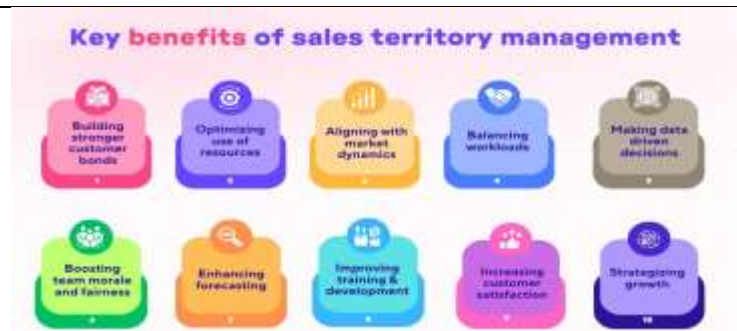 Key benefits of sales territory management
Building
stronger
customer
bonds
Optimizing
use of
resources
Aligning with
market
dynamics
Balancing
workloads
Making data
driven
decisions
Boosting
team morale
and fairness
Enhancing
forecasting
Improving
training &
development
Increasing
customer
satisfaction
Strategizing
growth
10